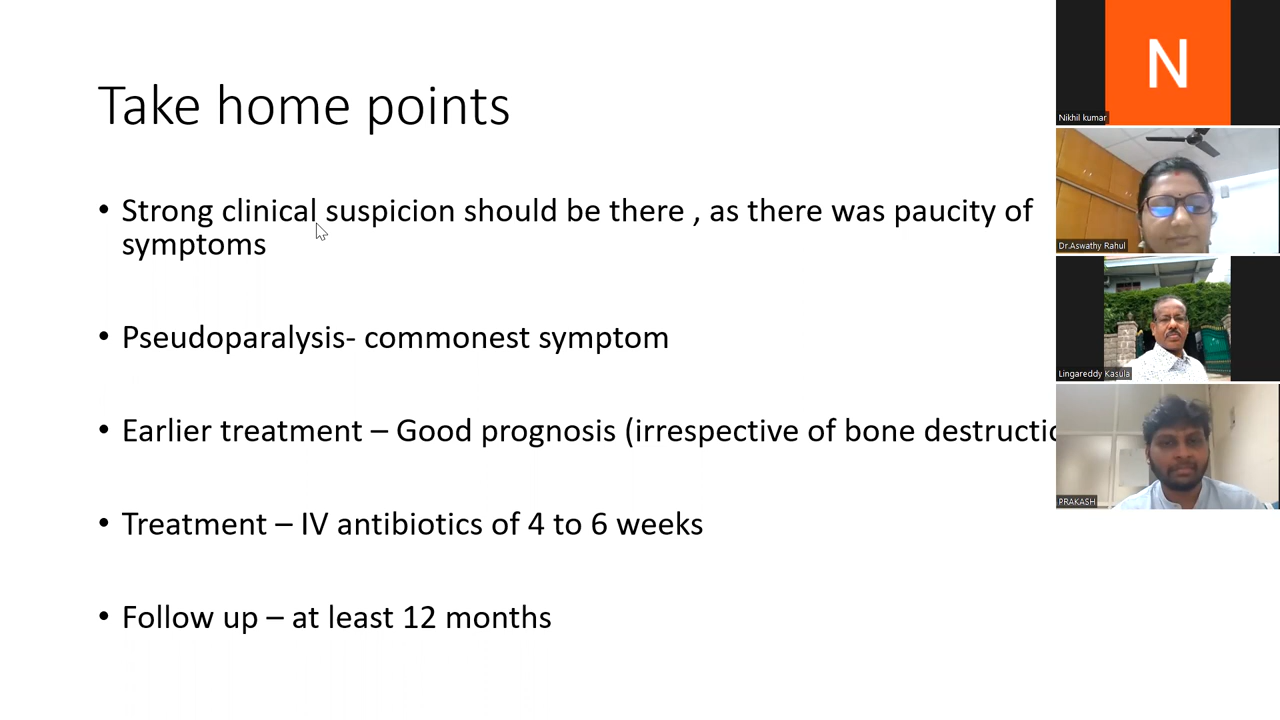 Take home points
• Strong clinical suspicion should be there , as there was paucity of
symptoms
• Pseudoparalysis- commonest symptom
• Earlier treatment – Good prognosis (irrespective of bone destructio
• Treatment – IV antibiotics of 4 to 6 weeks
• Follow up – at least 12 months
N
Nikhil kumar
Dr.Aswathy Rahul
Lingareddy Kasula
PRAKASH